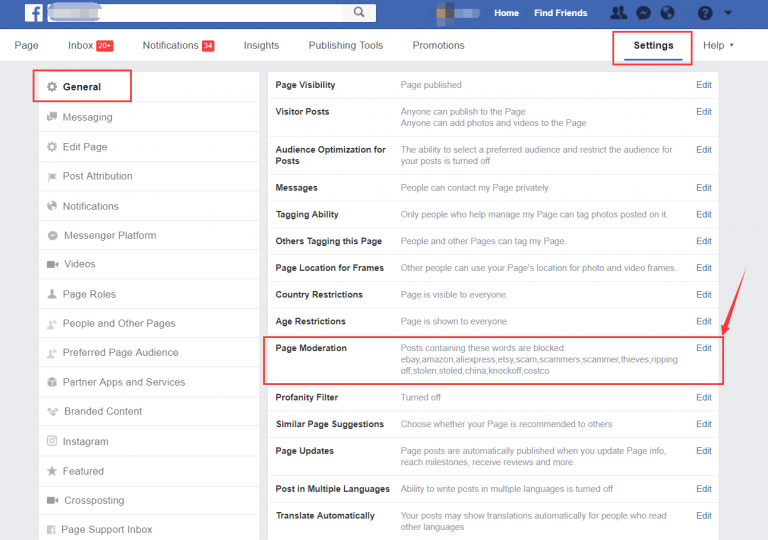 f
Home
Find Friends
Page
Inbox 20+
Notifications 34
Insights
Publishing Tools
Promotions
Settings
Help
General
Messaging
Edit Page
Post Attribution
Notifications
Messenger Platform
Videos
Page Roles
People and Other Pages
Preferred Page Audience
Partner Apps and Services
Branded Content
Instagram
Featured
Crossposting
Page Support Inbox
Page Visibility Page published Edit
Visitor Posts Anyone can publish to the Page Edit
Anyone can add photos and videos to the Page
Audience Optimization for The ability to select a preferred audience and restrict the audience for Edit
Posts your posts is turned off
Messages People can contact my Page privately. Edit
Tagging Ability Only people who help manage my Page can tag photos posted on it. Edit
Others Tagging this Page People and other Pages can tag my Page. Edit
Page Location for Frames Other people can use your Page's location for photo and video frames. Edit
Country Restrictions Page is visible to everyone. Edit
Age Restrictions Page is shown to everyone. Edit
Page Moderation Posts containing these words are blocked: Edit
ebay,amazon,aliexpress,etsy,scam,scammers,scammer,thieves,ripping
off,stolen,stoled,china,knockoff,costco
Profanity Filter Turned off Edit
Similar Page Suggestions Choose whether your Page is recommended to others Edit
Page Updates Page posts are automatically published when you update Page info, Edit
reach milestones, receive reviews and more.
Post in Multiple Languages Ability to write posts in multiple languages is turned off Edit
Translate Automatically Your posts may show translations automatically for people who read Edit
other languages